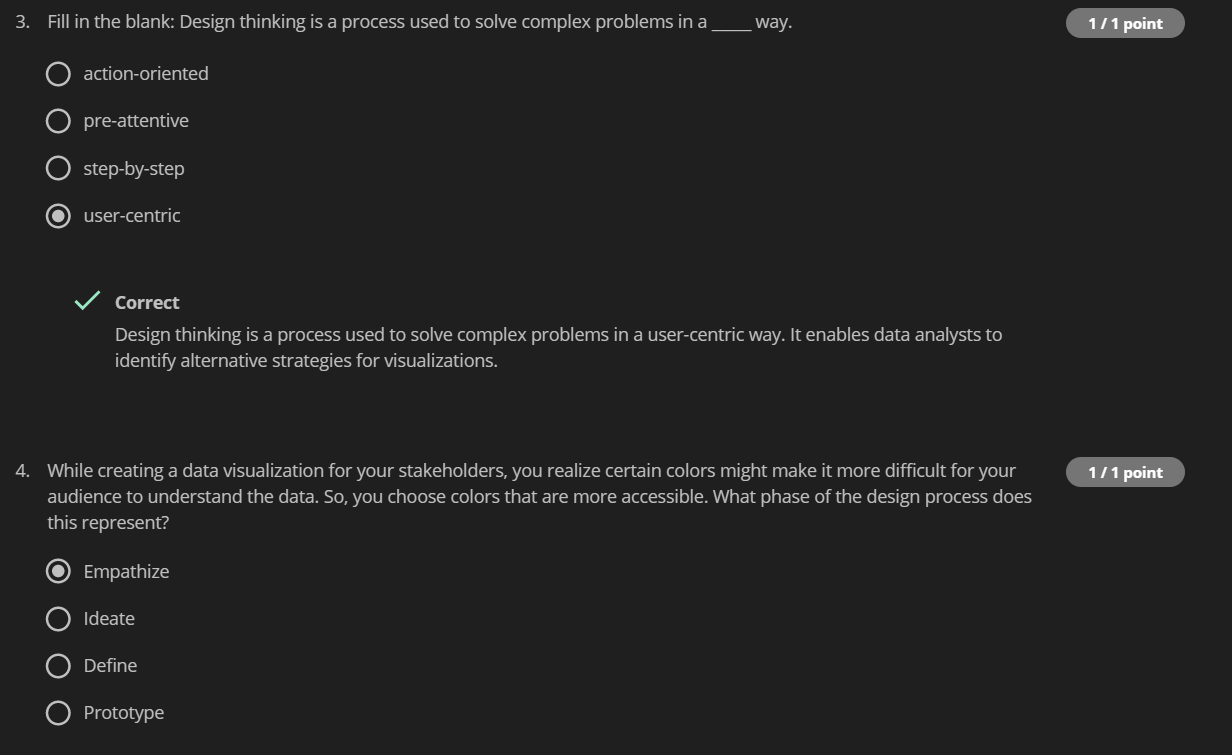 3. Fill in the blank: Design thinking is a process used to solve complex problems in a _____ way.
1 / 1 point
action-oriented
pre-attentive
step-by-step
user-centric
Correct
Design thinking is a process used to solve complex problems in a user-centric way. It enables data analysts to
identify alternative strategies for visualizations.
4. While creating a data visualization for your stakeholders, you realize certain colors might make it more difficult for your
1 / 1 point
audience to understand the data. So, you choose colors that are more accessible. What phase of the design process does
this represent?
Empathize
Ideate
Define
Prototype